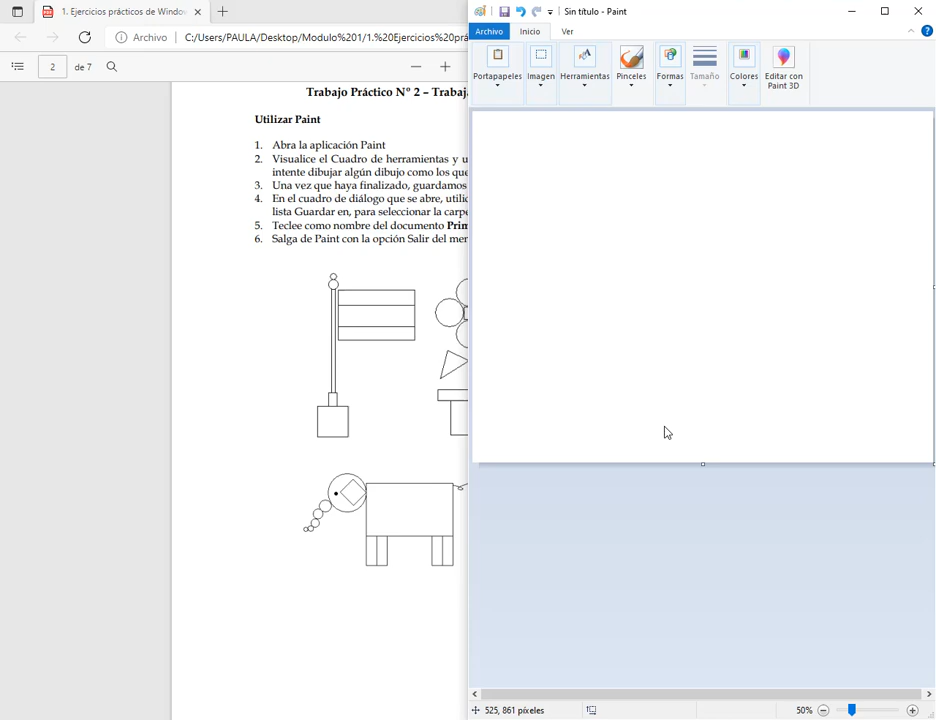 1. Ejercicios prácticos de Window
Archivo
C:/Users/PAULA/Desktop/Modulo%201/1.%20Ejercicios%20prá
2
de 7
Trabajo Práctico Nº 2 – Trabaja
Utilizar Paint
1. Abra la aplicación Paint
2. Visualice el Cuadro de herramientas y u
intente dibujar algún dibujo como los que
3. Una vez que haya finalizado, guardamos
4. En el cuadro de diálogo que se abre, utilic
lista Guardar en, para seleccionar la carpe
5. Teclee como nombre del documento Prim
6. Salga de Paint con la opción Salir del men
Sin título - Paint
Archivo
Inicio
Ver
Portapapeles
Imagen
Herramientas
Pinceles
Formas
Tamaño
Colores
Editar con
Paint 3D
525, 861 píxeles
50%